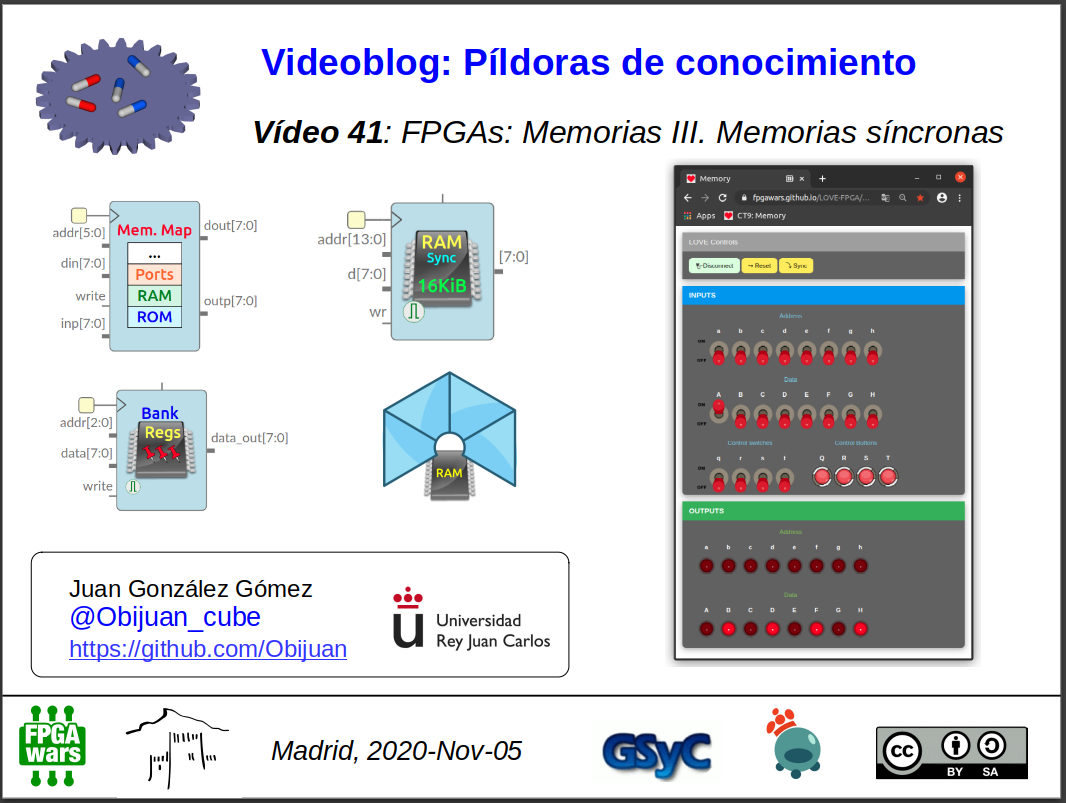 Videoblog: Píldoras de conocimiento
Vídeo 41: FPGAs: Memorias III. Memorias síncronas
addr[5:0]
din[7:0]
write
inp[7:0]
Mem. Map
...
Ports
RAM
ROM
dout[7:0]
outp[7:0]
addr[13:0]
d[7:0]
wr
RAM
Sync
16KiB
[7:0]
addr[2:0]
data[7:0]
write
Bank
Regs
data_out[7:0]
RAM
Memory
fpgawars.github.io/LOVE-FPGA/...
Apps
CT9: Memory
LOVE Controls
Disconnect
Reset
Sync
INPUTS
Address
a b c d e f g h
ON
OFF
Data
A B C D E F G H
ON
OFF
Control Switches
Control Buttons
q r s t
Q R S T
ON
OFF
OUTPUTS
Address
a b c d e f g h
Data
A B C D E F G H
Juan González Gómez
@Obijuan_cube
https://github.com/Obijuan
u
Universidad
Rey Juan Carlos
FPGA
wars
Madrid, 2020-Nov-05
GSyC
cc
BY SA